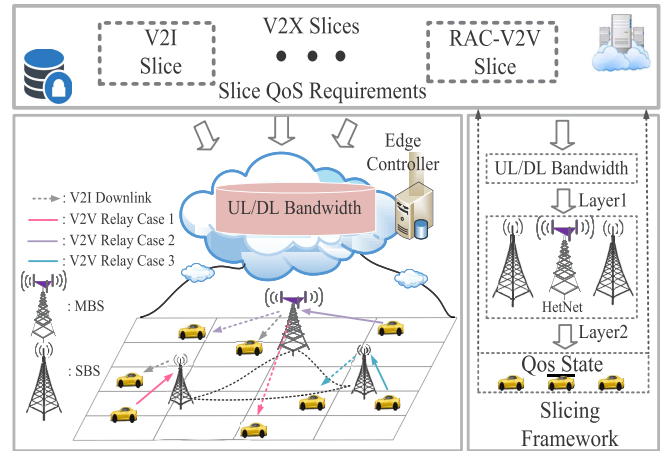 V2X Slices
V2I
Slice
RAC-V2V
Slice
Slice QoS Requirements
Edge
Controller
UL/DL Bandwidth
: V2I Downlink
: V2V Relay Case 1
: V2V Relay Case 2
: V2V Relay Case 3
: MBS
: SBS
UL/DL Bandwidth
Layer1
HetNet
Layer2
Qos State
Slicing
Framework